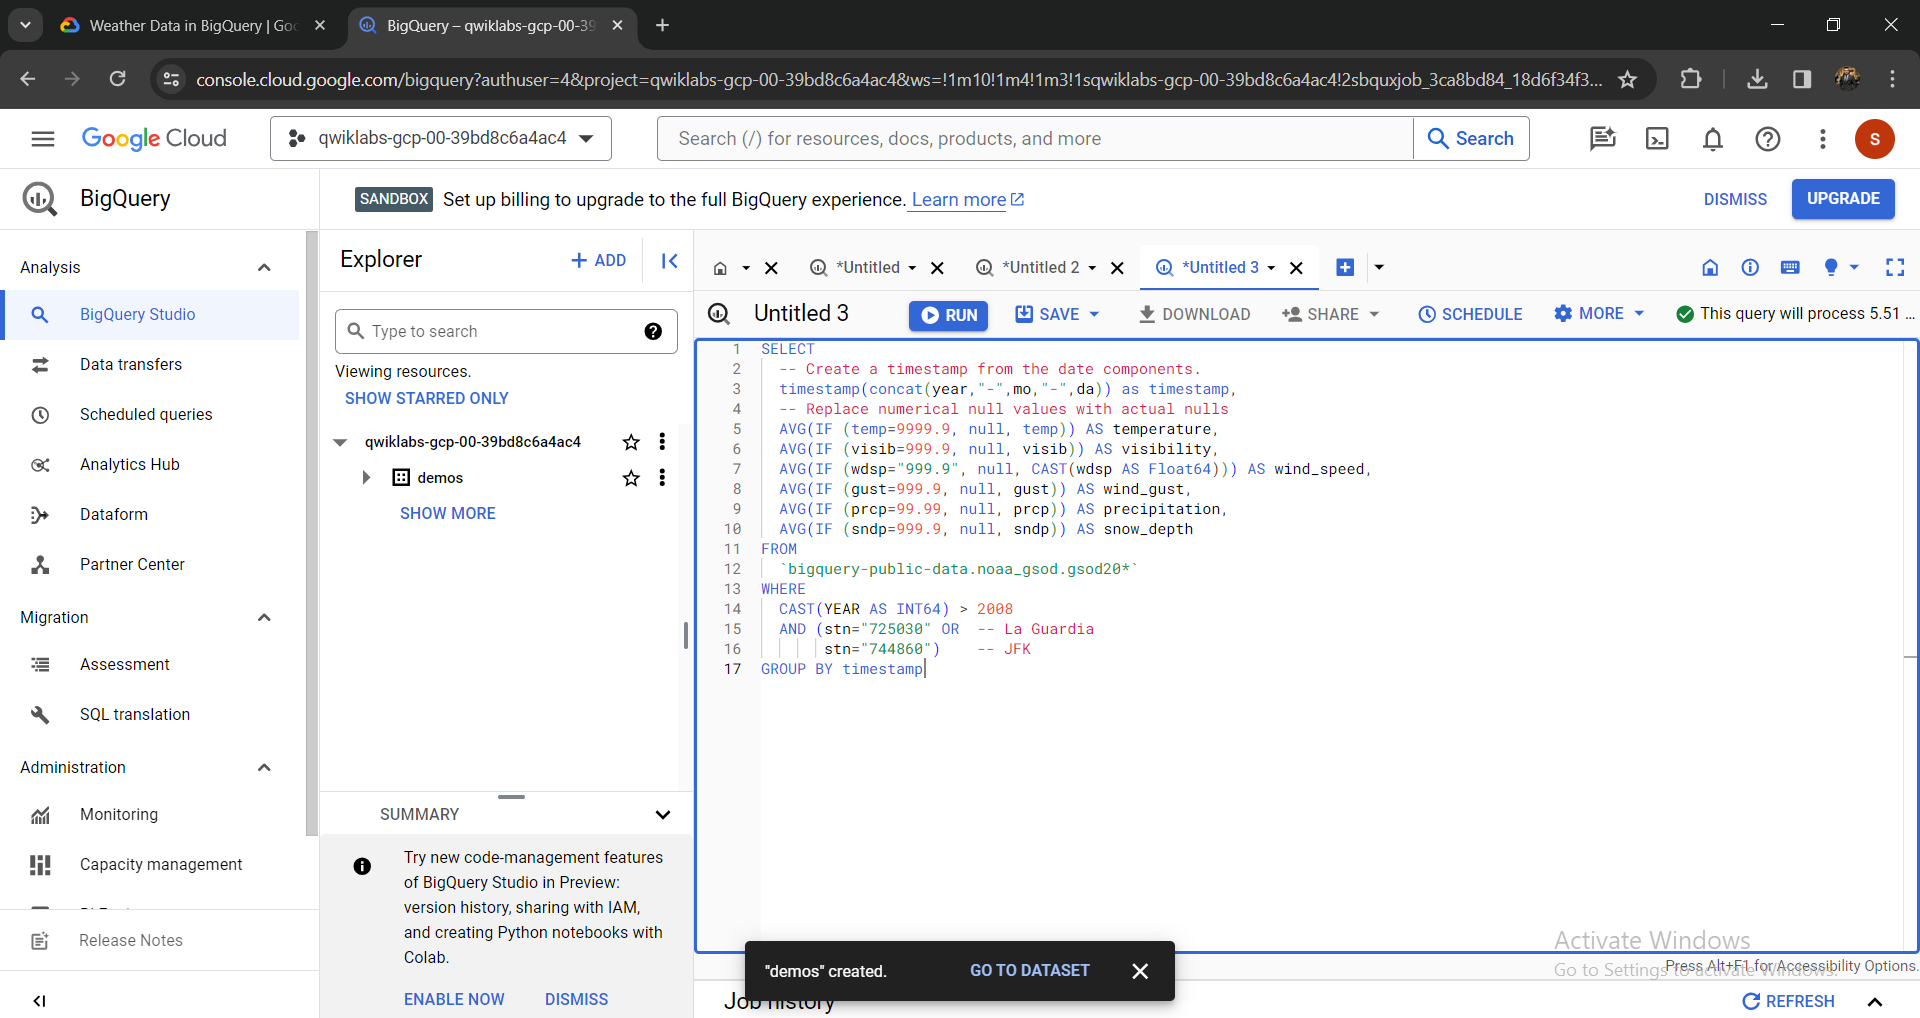 Weather Data in BigQuery | Goo
BigQuery – qwiklabs-gcp-00-39
console.cloud.google.com/bigquery?authuser=4&project=qwiklabs-gcp-00-39bd8c6a4ac4&ws=!1m10!1m4!1m3!1sqwiklabs-gcp-00-39bd8c6a4ac4!2sbquxjob_3ca8bd84_18d6f34f3...
Google Cloud
qwiklabs-gcp-00-39bd8c6a4ac4
Search (/) for resources, docs, products, and more
Search
S
BigQuery
SANDBOX Set up billing to upgrade to the full BigQuery experience. Learn more
DISMISS
UPGRADE
Analysis
BigQuery Studio
Data transfers
Scheduled queries
Analytics Hub
Dataform
Partner Center
Migration
Assessment
SQL translation
Administration
Monitoring
Capacity management
Release Notes
Explorer
+ ADD
Type to search
Viewing resources.
SHOW STARRED ONLY
qwiklabs-gcp-00-39bd8c6a4ac4
demos
SHOW MORE
SUMMARY
Try new code-management features
of BigQuery Studio in Preview:
version history, sharing with IAM,
and creating Python notebooks with
Colab.
ENABLE NOW
DISMISS
*Untitled
*Untitled 2
*Untitled 3
Untitled 3
RUN
SAVE
DOWNLOAD
SHARE
SCHEDULE
MORE
This query will process 5.51 ...
1 SELECT
2 -- Create a timestamp from the date components.
3 timestamp(concat(year,"-",mo,"-",da)) as timestamp,
4 -- Replace numerical null values with actual nulls
5 AVG(IF (temp=9999.9, null, temp)) AS temperature,
6 AVG(IF (visib=999.9, null, visib)) AS visibility,
7 AVG(IF (wdsp="999.9", null, CAST(wdsp AS Float64))) AS wind_speed,
8 AVG(IF (gust=999.9, null, gust)) AS wind_gust,
9 AVG(IF (prcp=99.99, null, prcp)) AS precipitation,
10 AVG(IF (sndp=999.9, null, sndp)) AS snow_depth
11 FROM
12 `bigquery-public-data.noaa_gsod.gsod20*`
13 WHERE
14 CAST(YEAR AS INT64) > 2008
15 AND (stn="725030" OR -- La Guardia
16 stn="744860") -- JFK
17 GROUP BY timestamp
Activate Windows
Go to Settings to activate Windows.
Press Alt+F1 for Accessibility Options.
"demos" created.
GO TO DATASET
Job history
REFRESH